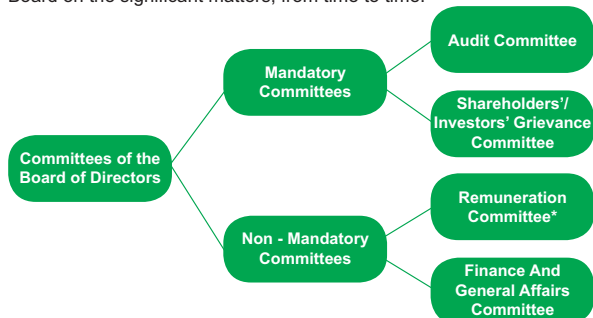 Board on the significant matters, from time to time.
Audit Committee
Mandatory
Committees
Shareholders'/
Investors' Grievance
Committee
Committees of the
Board of Directors
Remuneration
Committee*
Non - Mandatory
Committees
Finance And
General Affairs
Committee